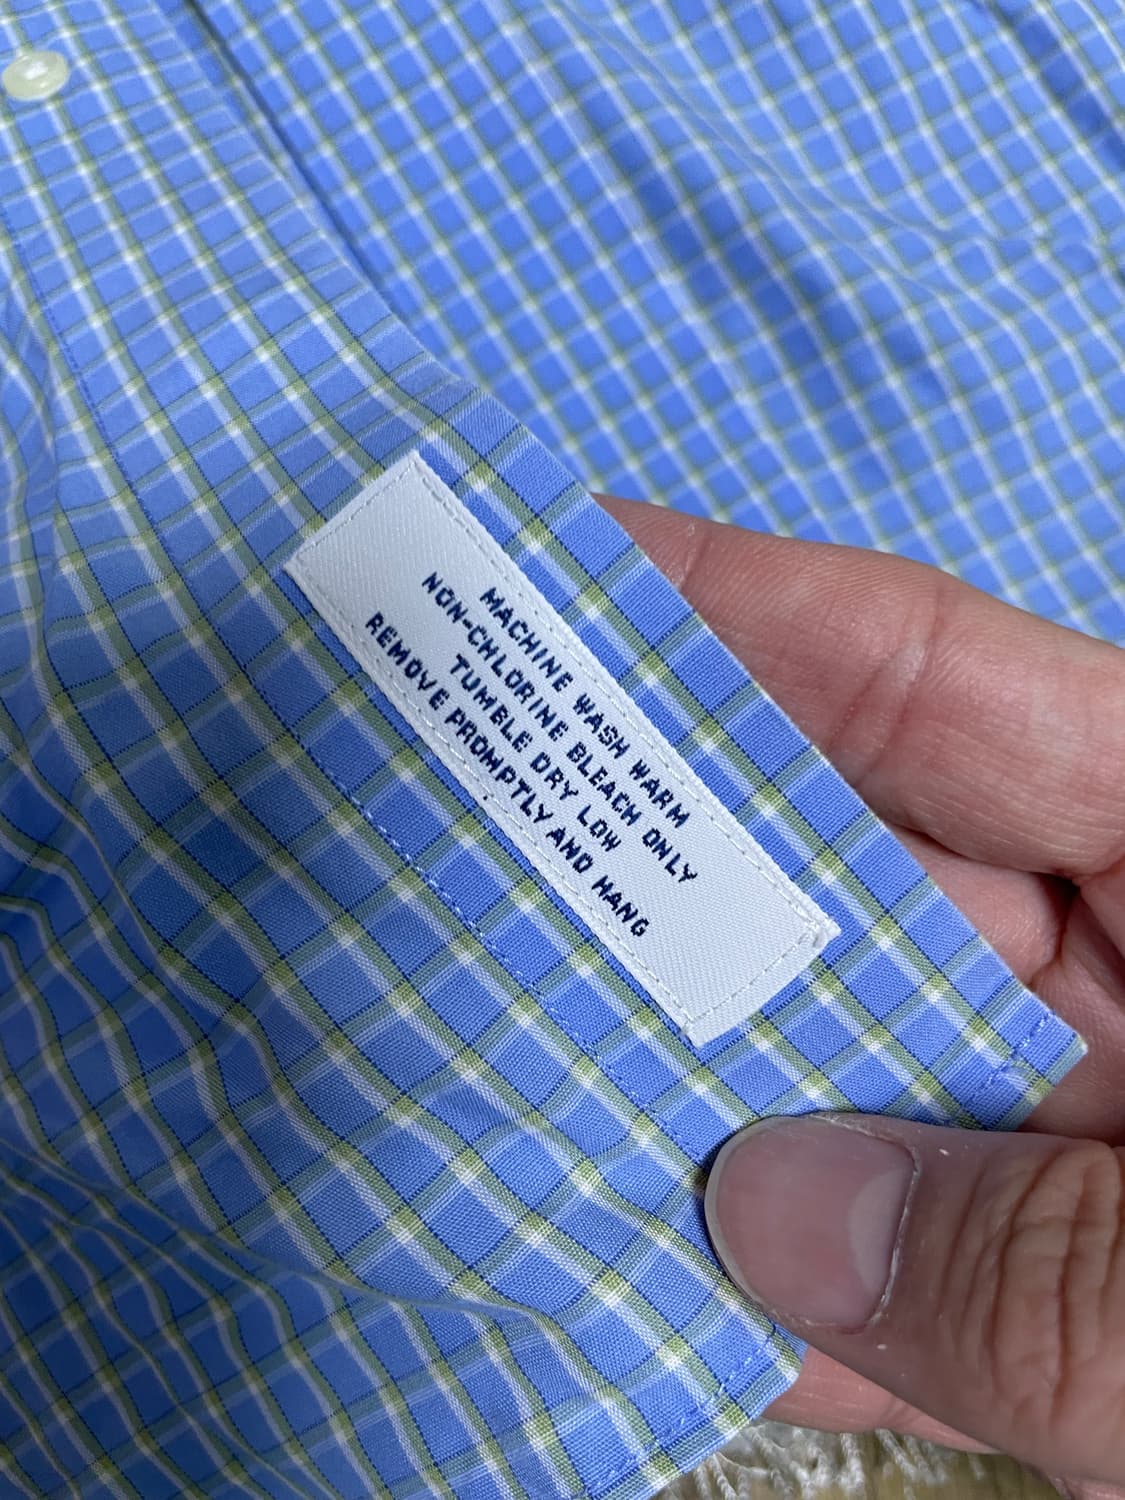 MACHINE WASH WARM
NON-CHLORINE BLEACH ONLY
TUMBLE DRY LOW
REMOVE PROMPTLY AND HANG